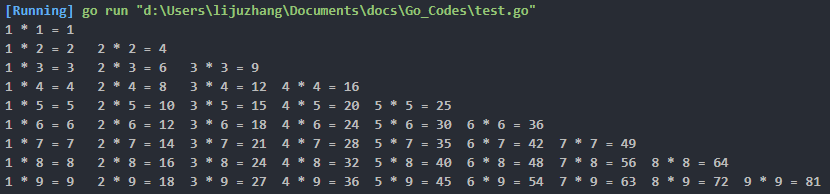 [Running] go run "d:\Users\lijuzhang\Documents\docs\Go_Codes\test.go"
1 * 1 = 1
1 * 2 = 2   2 * 2 = 4
1 * 3 = 3   2 * 3 = 6   3 * 3 = 9
1 * 4 = 4   2 * 4 = 8   3 * 4 = 12  4 * 4 = 16
1 * 5 = 5   2 * 5 = 10  3 * 5 = 15  4 * 5 = 20  5 * 5 = 25
1 * 6 = 6   2 * 6 = 12  3 * 6 = 18  4 * 6 = 24  5 * 6 = 30  6 * 6 = 36
1 * 7 = 7   2 * 7 = 14  3 * 7 = 21  4 * 7 = 28  5 * 7 = 35  6 * 7 = 42  7 * 7 = 49
1 * 8 = 8   2 * 8 = 16  3 * 8 = 24  4 * 8 = 32  5 * 8 = 40  6 * 8 = 48  7 * 8 = 56  8 * 8 = 64
1 * 9 = 9   2 * 9 = 18  3 * 9 = 27  4 * 9 = 36  5 * 9 = 45  6 * 9 = 54  7 * 9 = 63  8 * 9 = 72  9 * 9 = 81